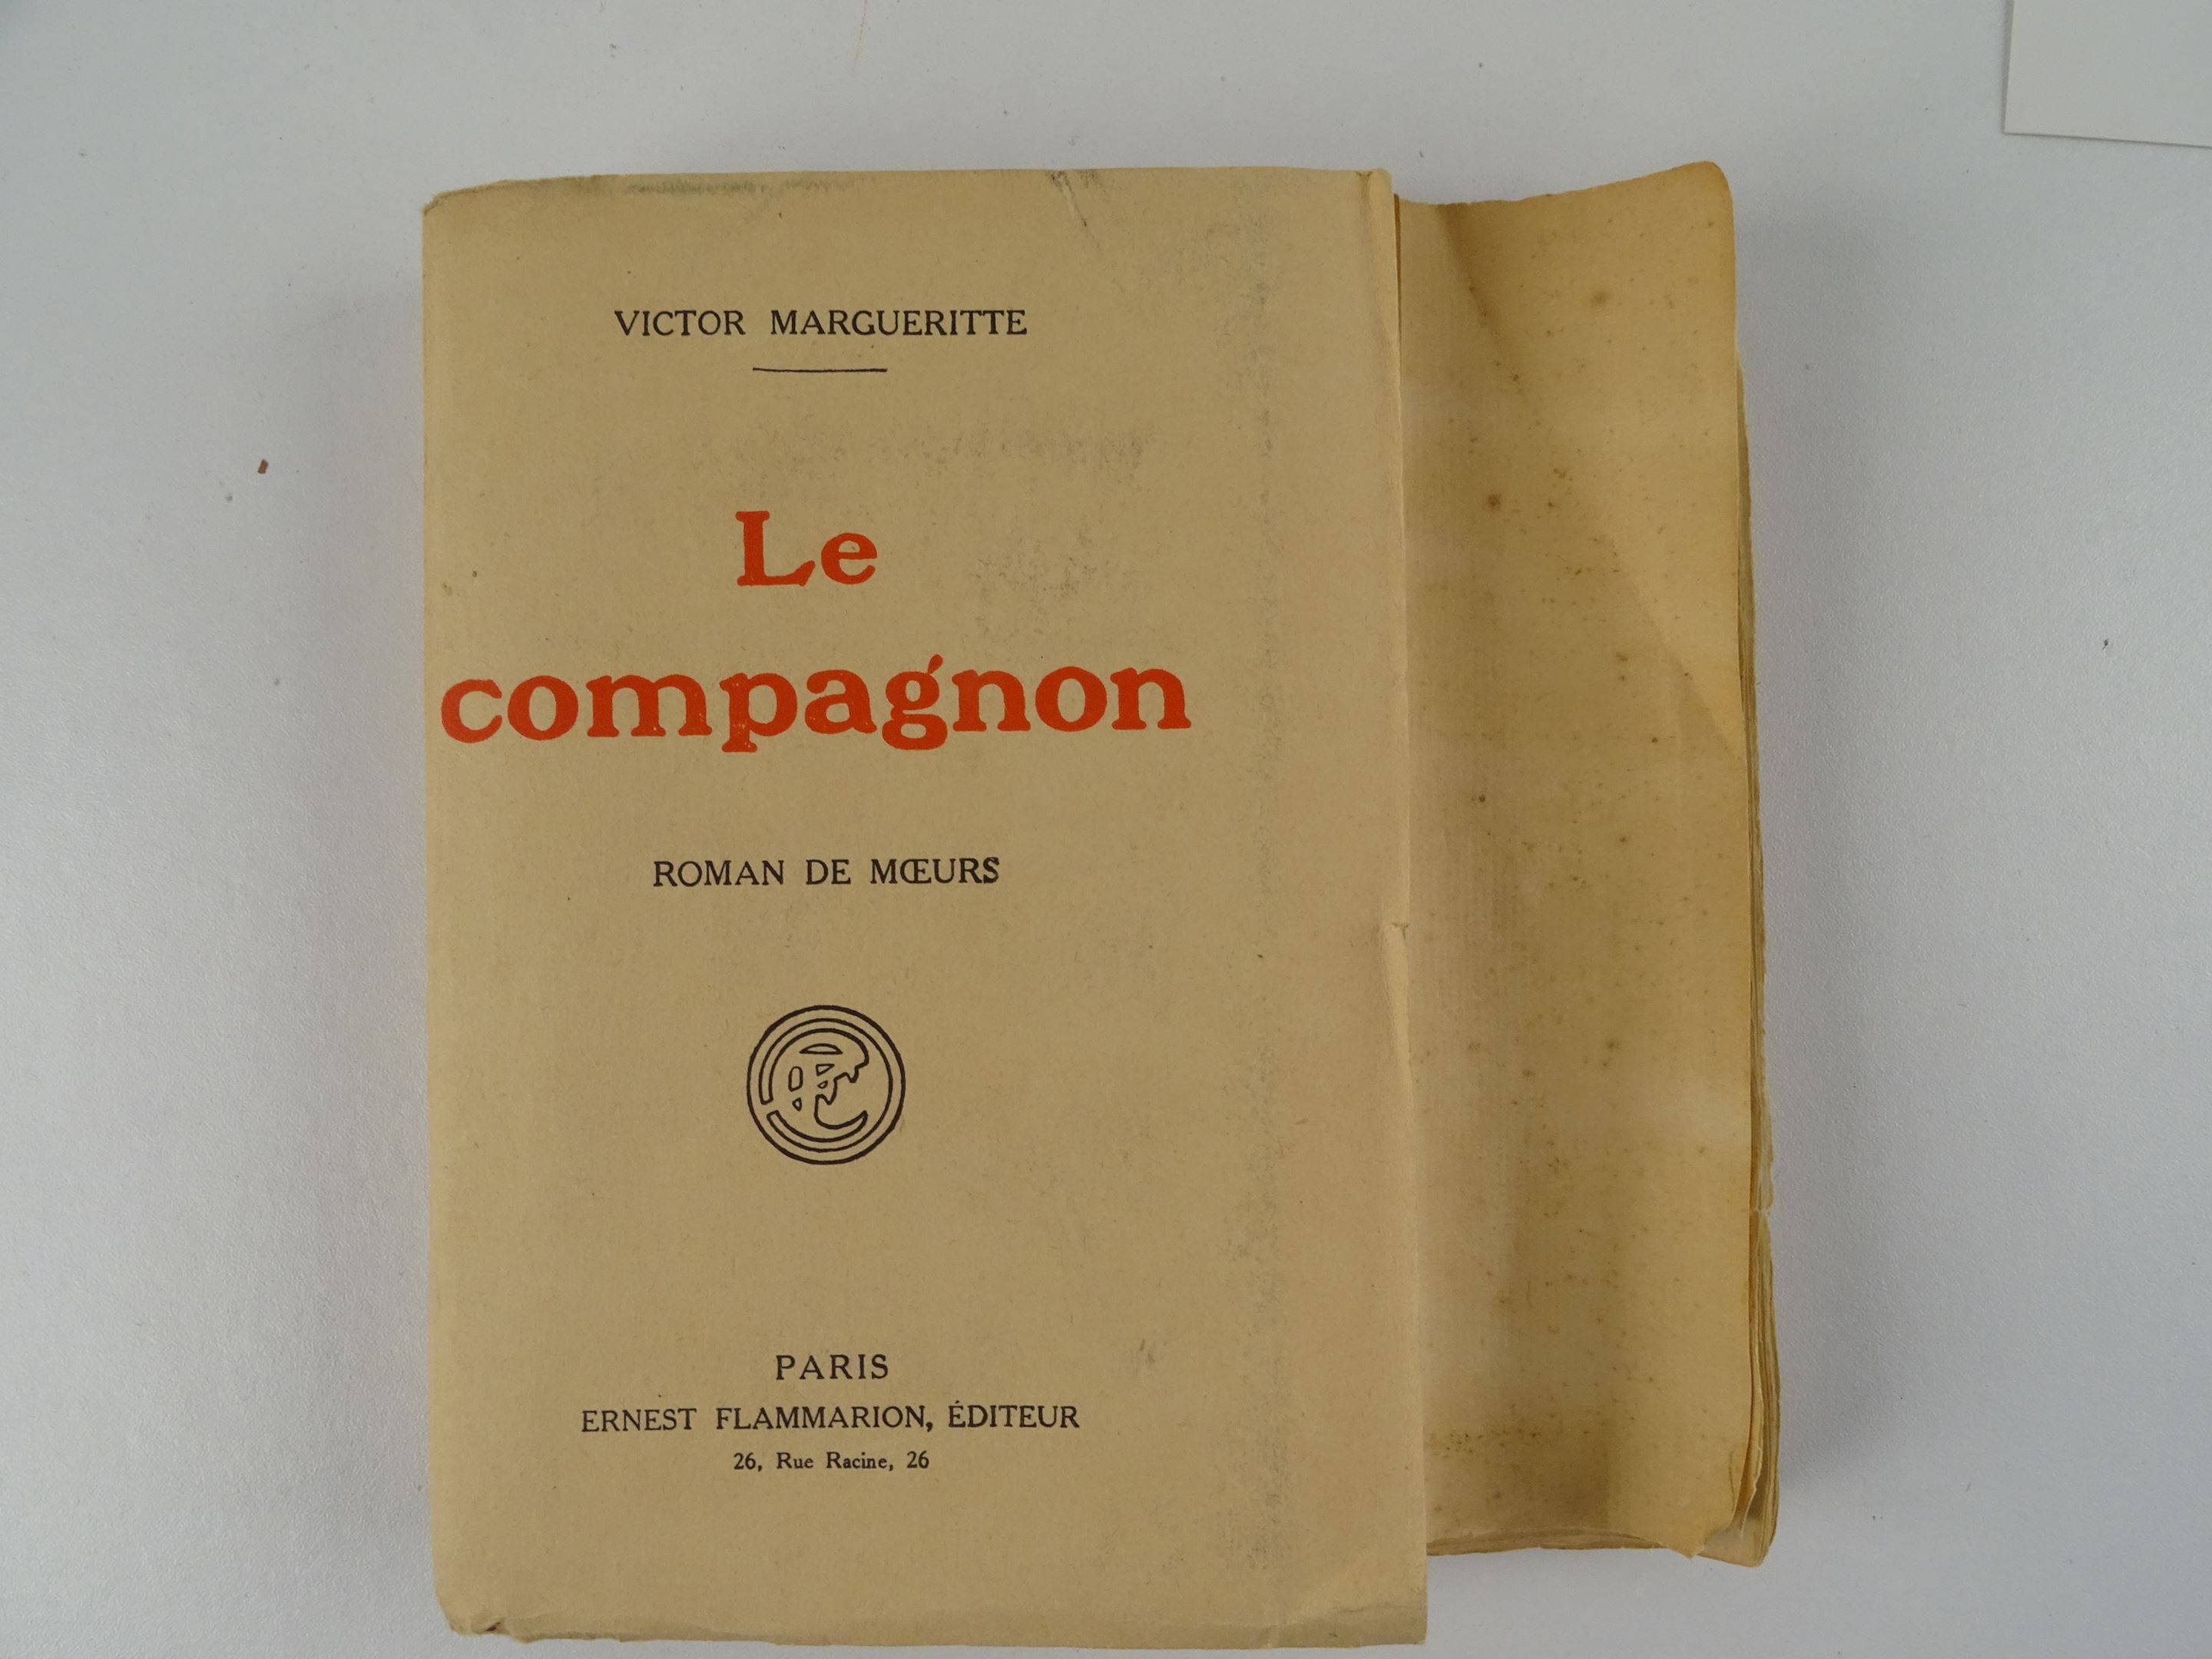 VICTOR MARGUERITTE
Le
compagnon
ROMAN DE MŒURS
PARIS
ERNEST FLAMMARION, ÉDITEUR
26, Rue Racine, 26